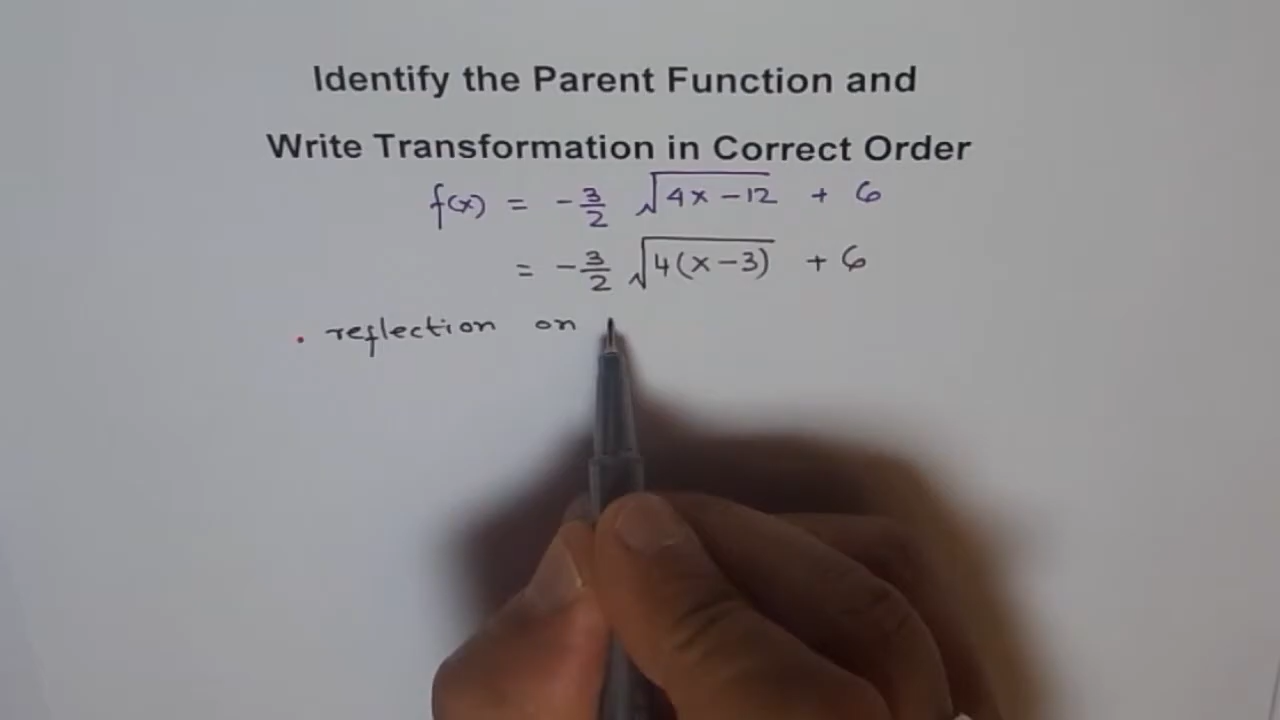 Identify the Parent Function and
Write Transformation in Correct Order
f(x) = -3/2 √(4x-12) + 6
= -3/2 √(4(x-3)) + 6
. reflection on